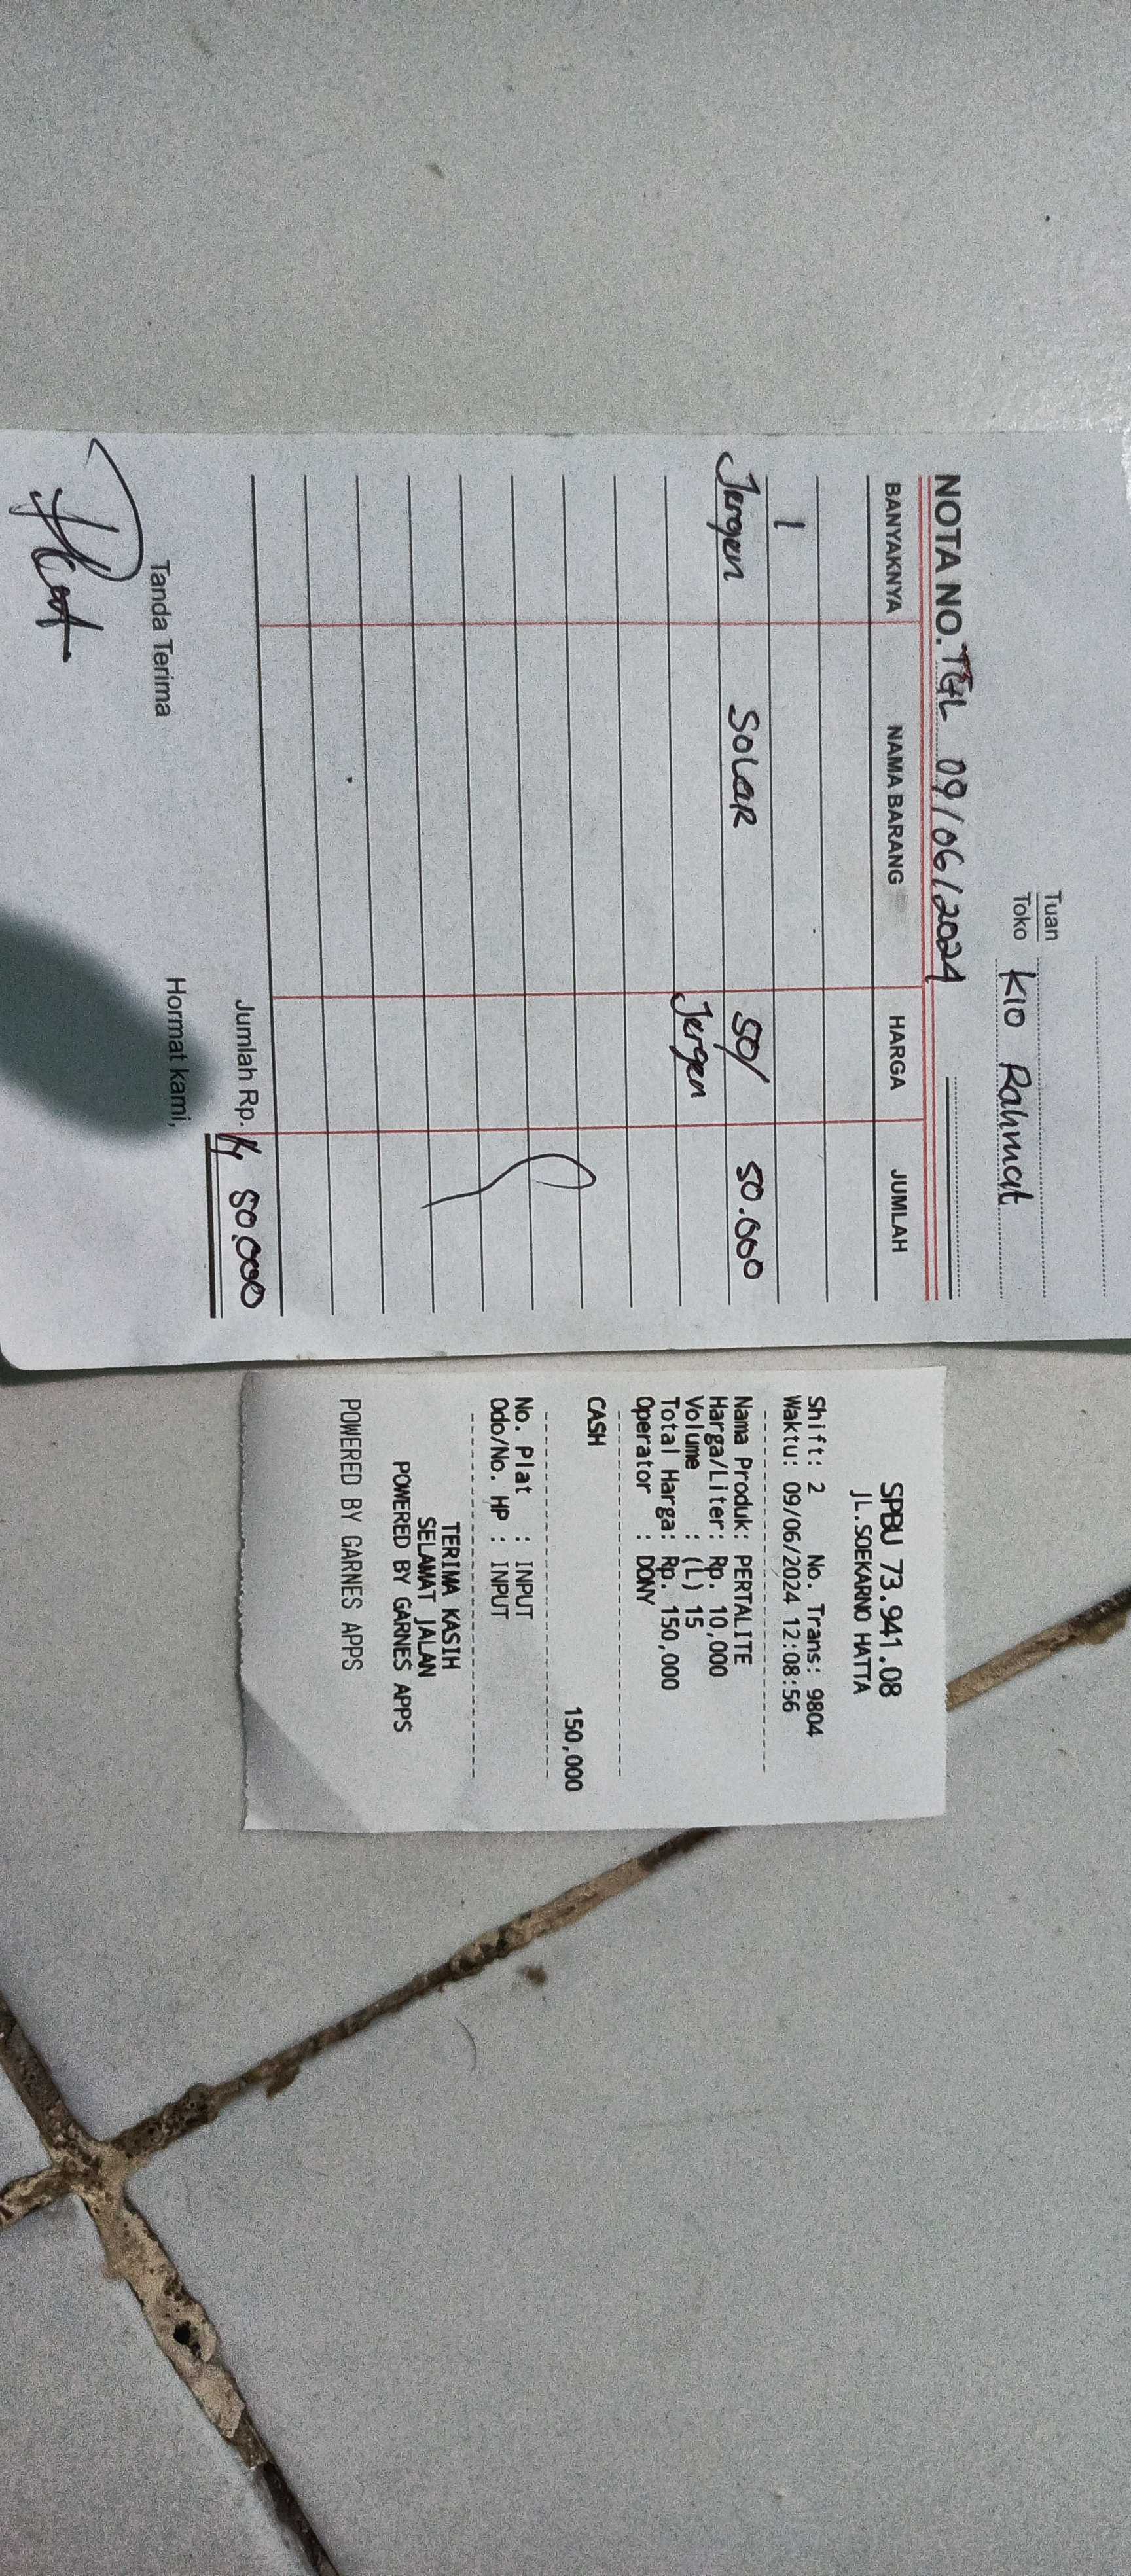 Tuan
Toko KIO Rahmat
NOTA NO. TGL 09/06/2024
BANYAKNYA NAMA BARANG HARGA JUMLAH
1
Jergen SOLAR 50/ 50.000
Jergen
Jumlah Rp. 50.000
Tanda Terima Hormat kami,
SPBU 73.941.08
JL.SOEKARNO HATTA
Shift: 2 No. Trans: 9804
Waktu: 09/06/2024 12:08:56
Nama Produk: PERTALITE
Harga/Liter: Rp. 10,000
Volume : (L) 15
Total Harga: Rp. 150,000
Operator : DONY
CASH
150,000
No. Plat : INPUT
Odo/No. HP : INPUT
TERIMA KASIH
SELAMAT JALAN
POWERED BY GARNES APPS
POWERED BY GARNES APPS